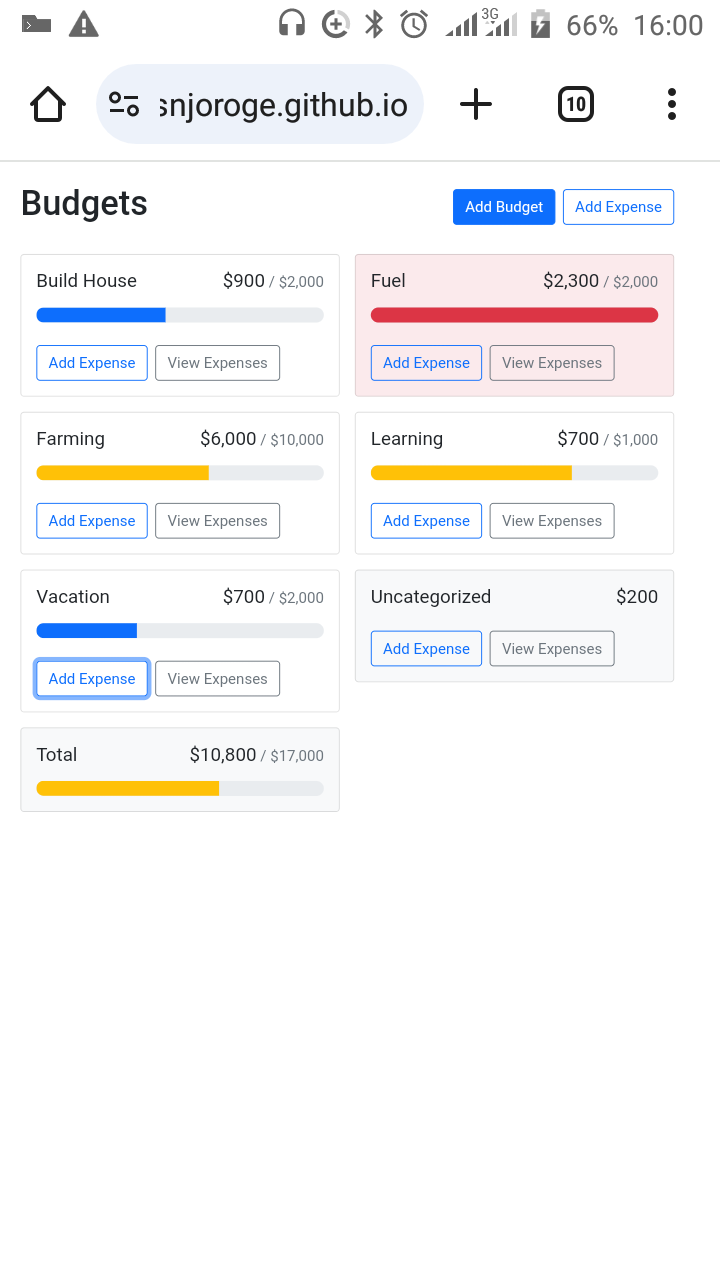 3G 66% 16:00
snjoroge.github.io 10
Budgets Add Budget Add Expense
Build House $900 / $2,000
Add Expense View Expenses
Fuel $2,300 / $2,000
Add Expense View Expenses
Farming $6,000 / $10,000
Add Expense View Expenses
Learning $700 / $1,000
Add Expense View Expenses
Vacation $700 / $2,000
Add Expense View Expenses
Uncategorized $200
Add Expense View Expenses
Total $10,800 / $17,000